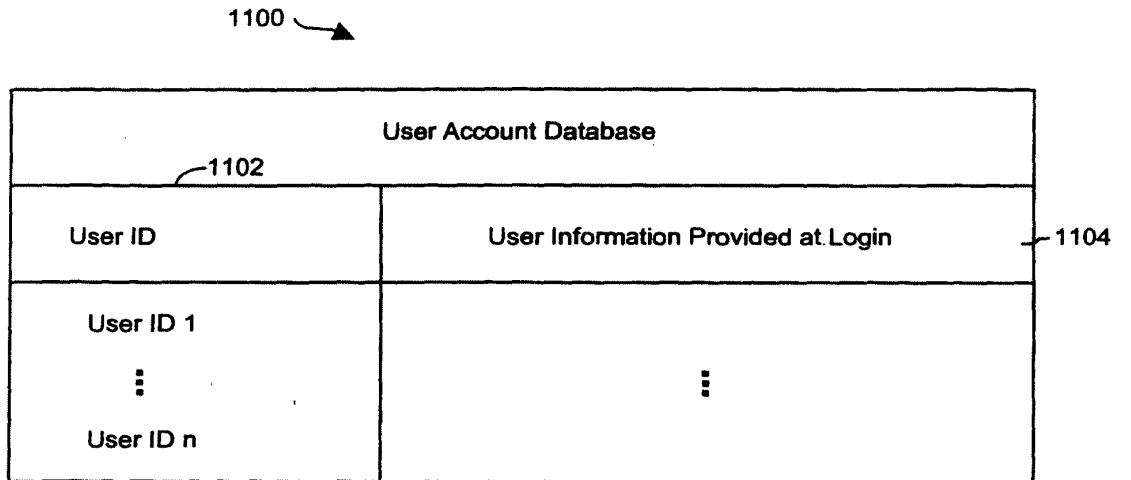 1100
User Account Database
1102
User ID
User Information Provided at Login
1104
User ID 1
User ID n